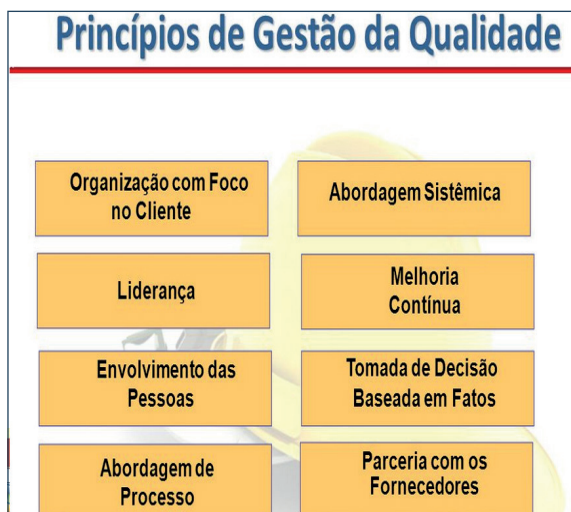 Princípios de Gestão da Qualidade
Organização com Foco
no Cliente
Abordagem Sistêmica
Liderança
Melhoria
Contínua
Envolvimento das
Pessoas
Tomada de Decisão
Baseada em Fatos
Abordagem de
Processo
Parceria com os
Fornecedores